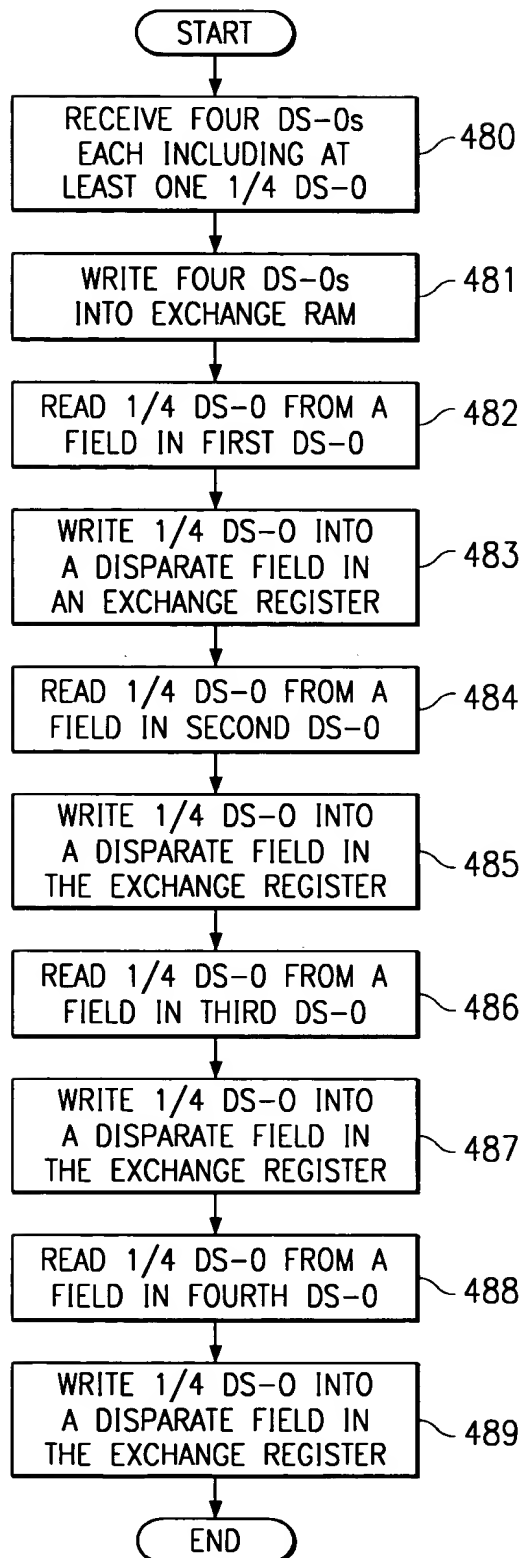 START
RECEIVE FOUR DS-0s
EACH INCLUDING AT
LEAST ONE 1/4 DS-0
480
WRITE FOUR DS-0s
INTO EXCHANGE RAM
481
READ 1/4 DS-0 FROM A
FIELD IN FIRST DS-0
482
WRITE 1/4 DS-0 INTO
A DISPARATE FIELD IN
AN EXCHANGE REGISTER
483
READ 1/4 DS-0 FROM A
FIELD IN SECOND DS-0
484
WRITE 1/4 DS-0 INTO
A DISPARATE FIELD IN
THE EXCHANGE REGISTER
485
READ 1/4 DS-0 FROM A
FIELD IN THIRD DS-0
486
WRITE 1/4 DS-0 INTO
A DISPARATE FIELD IN
THE EXCHANGE REGISTER
487
READ 1/4 DS-0 FROM A
FIELD IN FOURTH DS-0
488
WRITE 1/4 DS-0 INTO
A DISPARATE FIELD IN
THE EXCHANGE REGISTER
489
END